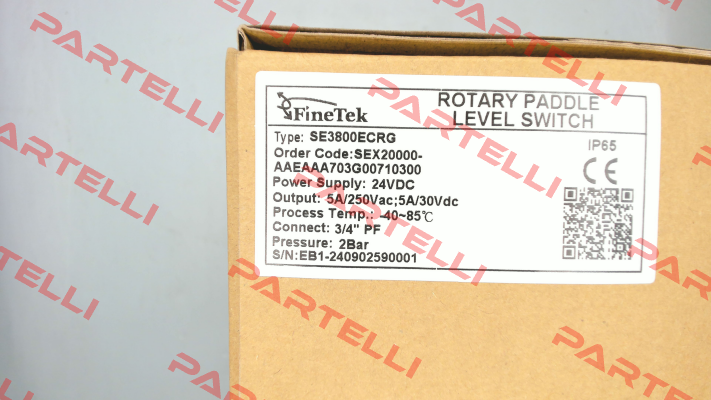 FineTek
ROTARY PADDLE
LEVEL SWITCH
Type: SE3800ECRG
Order Code:SEX20000-
AAEAAA703G00710300
Power Supply: 24VDC
Output: 5A/250Vac;5A/30Vdc
Process Temp.: -40~85℃
Connect: 3/4" PF
Pressure: 2Bar
S/N:EB1-240902590001
IP65
CE
PARTELLI
PARTELLI
PARTELLI
PARTELLI
PARTELLI
PARTELLI
PARTELLI
PARTELLI